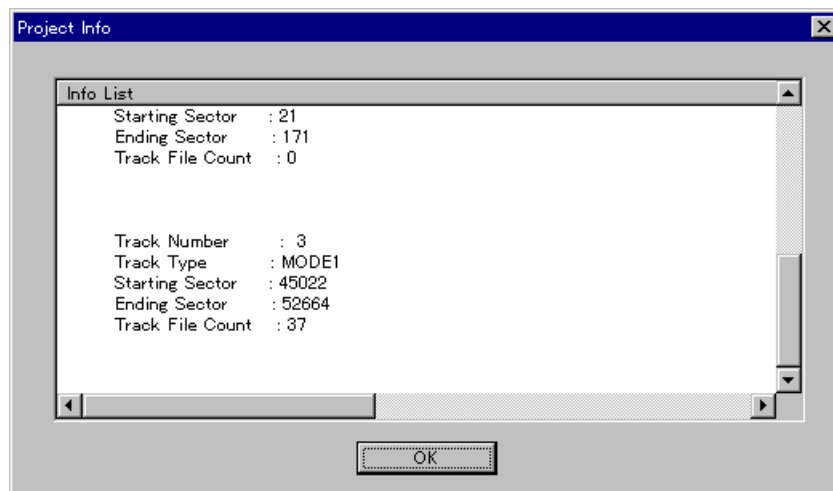 Project Info
Info List
Starting Sector : 21
Ending Sector : 171
Track File Count : 0
Track Number : 3
Track Type : MODE1
Starting Sector : 45022
Ending Sector : 52664
Track File Count : 37
OK